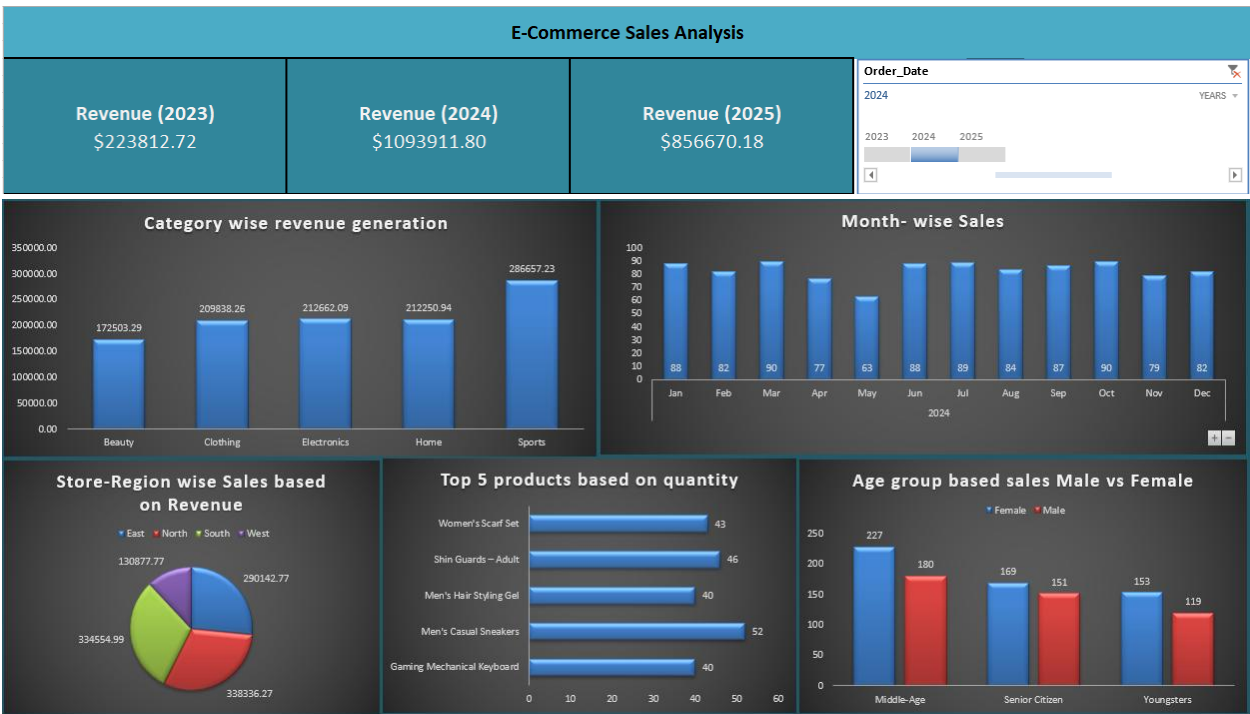 E-Commerce Sales Analysis
Revenue (2023)
$223812.72
Revenue (2024)
$1093911.80
Revenue (2025)
$856670.18
Order_Date
2024
YEARS
2023 2024 2025
Category wise revenue generation
350000.00
300000.00
250000.00
200000.00
150000.00
100000.00
50000.00
0.00
172503.29
209838.26
212662.09
212250.94
286657.23
Beauty Clothing Electronics Home Sports
Month- wise Sales
100
90
80
70
60
50
40
30
20
10
0
88 82 90 77 63 88 89 84 87 90 79 82
Jan Feb Mar Apr May Jun Jul Aug Sep Oct Nov Dec
2024
+ −
Store-Region wise Sales based
on Revenue
East North South West
130877.77
290142.77
334554.99
338336.27
Top 5 products based on quantity
Women's Scarf Set 43
Shin Guards – Adult 46
Men's Hair Styling Gel 40
Men's Casual Sneakers 52
Gaming Mechanical Keyboard 40
0 10 20 30 40 50 60
Age group based sales Male vs Female
Female Male
250
200
150
100
50
0
227 180 169 151 153 119
Middle-Age Senior Citizen Youngsters